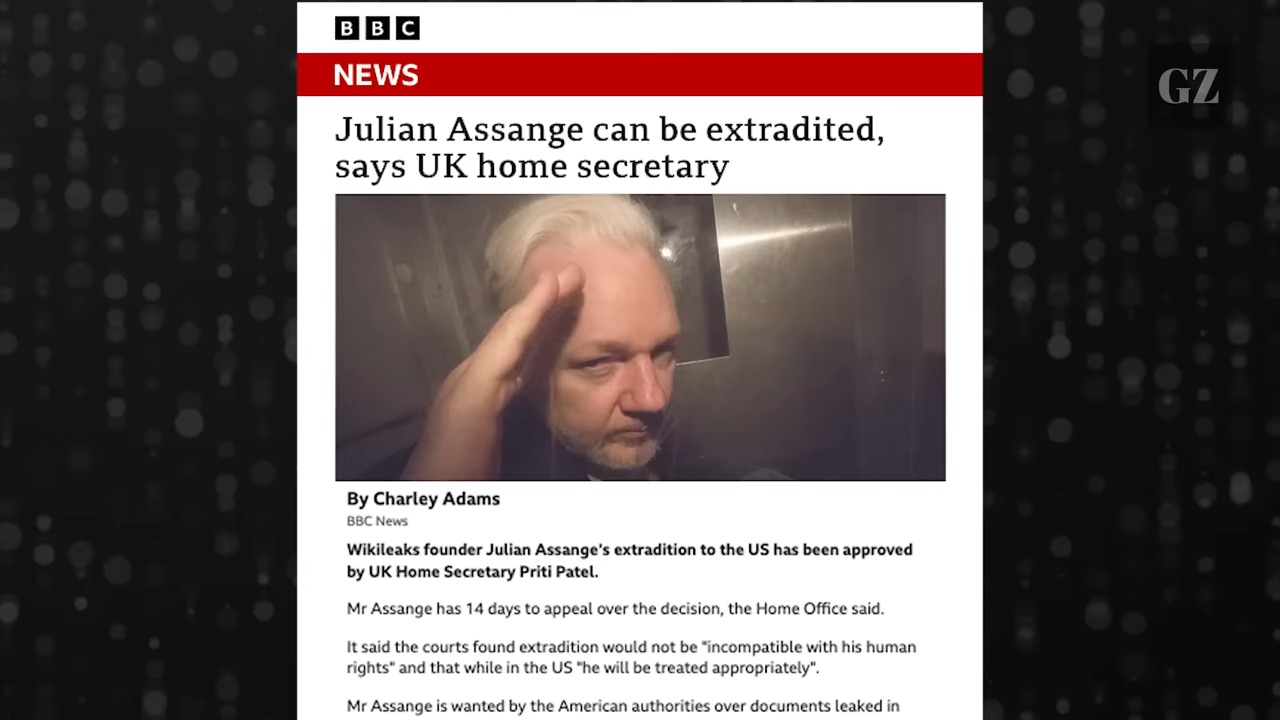 BBC
NEWS
GZ
Julian Assange can be extradited,
says UK home secretary
By Charley Adams
BBC News
Wikileaks founder Julian Assange's extradition to the US has been approved
by UK Home Secretary Priti Patel.
Mr Assange has 14 days to appeal over the decision, the Home Office said.
It said the courts found extradition would not be "incompatible with his human
rights" and that while in the US "he will be treated appropriately".
Mr Assange is wanted by the American authorities over documents leaked in